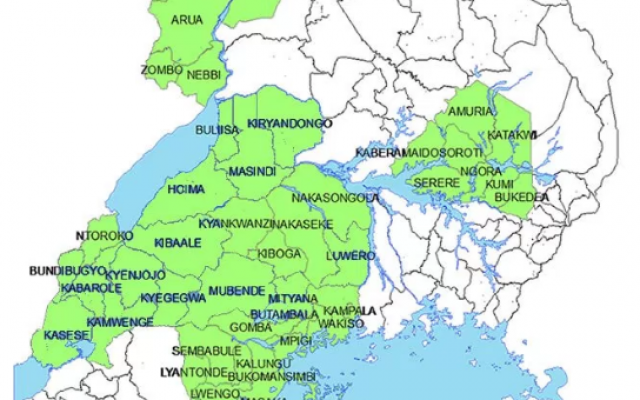 ARUA
ZOMBO
NEBBI
AMURIA
BULIISA
KIRYANDONGO
KATAKWI
KABERAMAIDO
SOROTI
MASINDI
NGORA
SERERE
KUMI
HOIMA
NAKASONGOLA
BUKEDEA
KYANKWANZI
NAKASEKE
NTOROKO
KIBAALE
KIBOGA
LUWERO
BUNDIBUGYO
KYENJOJO
KABAROLE
KYEGEGWA
MUBENDE
MITYANA
KAMWENGE
BUTAMBALA
KAMPALA
WAKISO
GOMBA
KASESE
MPIGI
SEMBABULE
KALUNGU
LYANTONDE
BUKOMANSIMBI
LWENGO
MASAKA